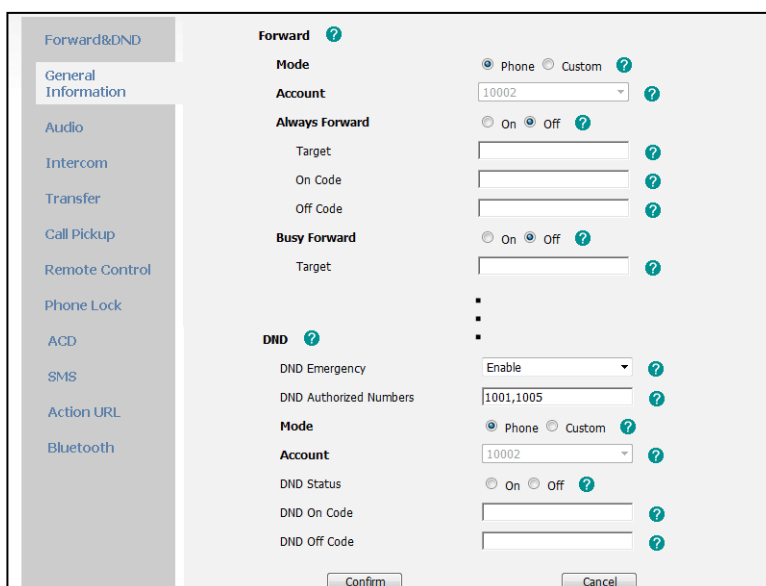 Forward&DND
General
Information
Audio
Intercom
Transfer
Call Pickup
Remote Control
Phone Lock
ACD
SMS
Action URL
Bluetooth
Forward ?
Mode Phone Custom ?
Account 10002 ?
Always Forward On Off ?
Target ?
On Code ?
Off Code ?
Busy Forward On Off ?
Target ?
DND ?
DND Emergency Enable ?
DND Authorized Numbers 1001,1005 ?
Mode Phone Custom ?
Account 10002 ?
DND Status On Off ?
DND On Code ?
DND Off Code ?
Confirm Cancel